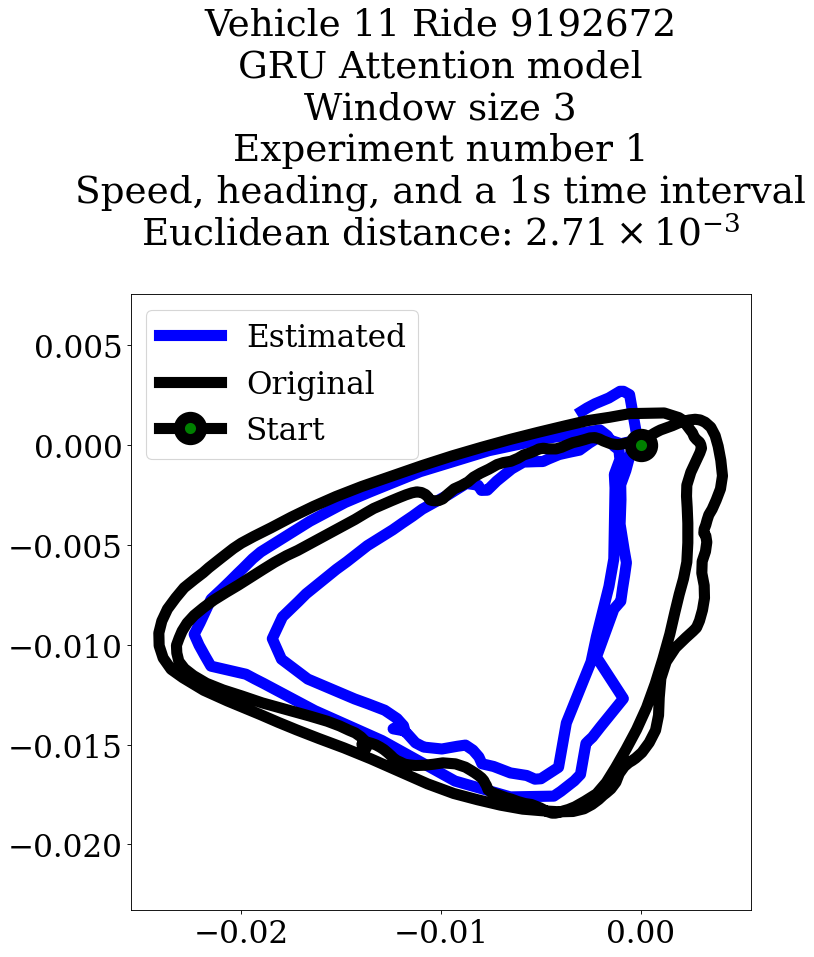 Vehicle 11 Ride 9192672
GRU Attention model
Window size 3
Experiment number 1
Speed, heading, and a 1s time interval
Euclidean distance: 2.71 × 10⁻³
Estimated
Original
Start
0.005
0.000
−0.005
−0.010
−0.015
−0.020
−0.02
−0.01
0.00